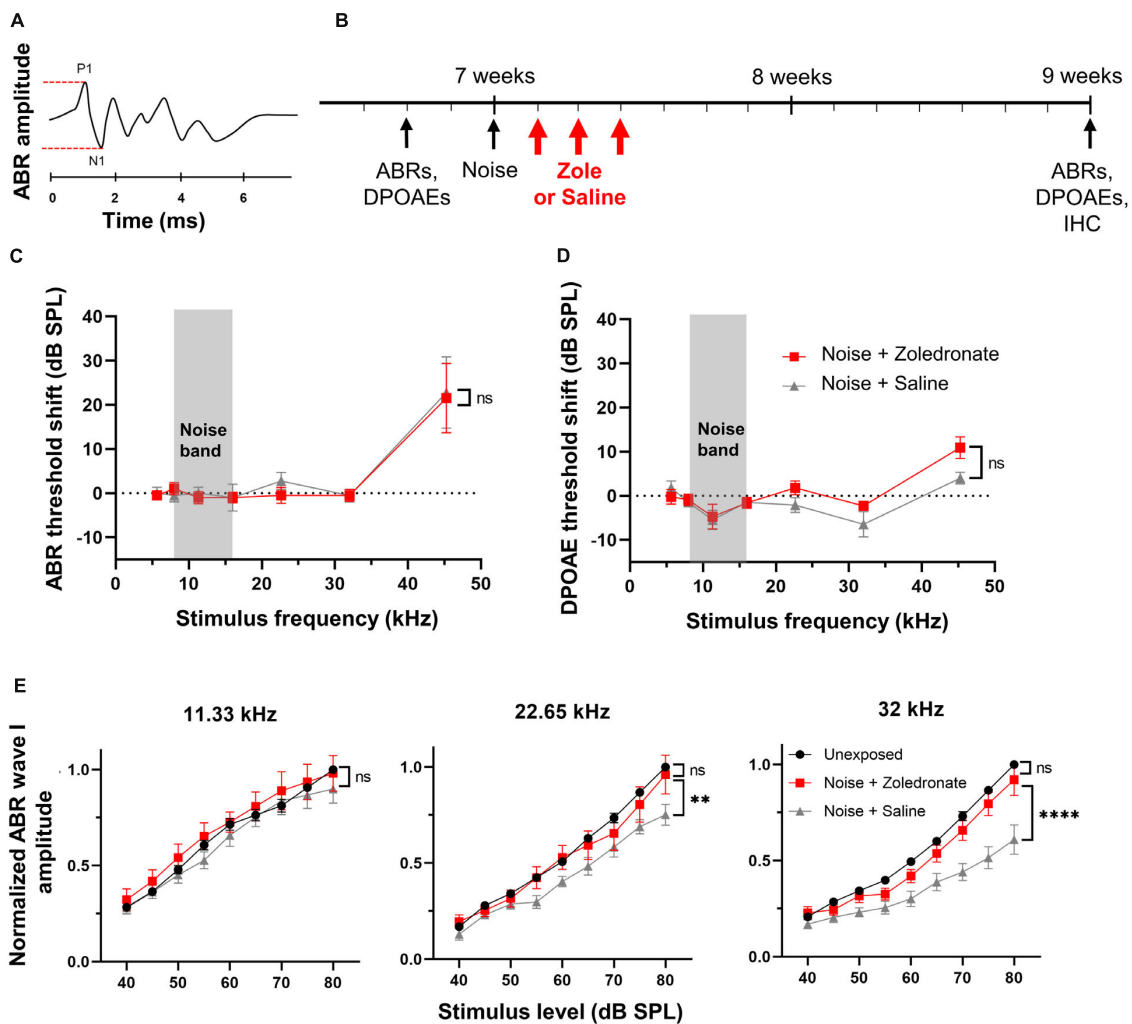 A
ABR amplitude
P1
N1
0 2 4 6
Time (ms)
B
7 weeks 8 weeks 9 weeks
ABRs,
DPOAEs
Noise
Zole
or Saline
ABRs,
DPOAEs,
IHC
C
ABR threshold shift (dB SPL)
40
30
20
10
0
-10
Noise
band
ns
0 10 20 30 40 50
Stimulus frequency (kHz)
D
DPOAE threshold shift (dB SPL)
40
30
20
10
0
-10
Noise
band
Noise + Zoledronate
Noise + Saline
ns
0 10 20 30 40 50
Stimulus frequency (kHz)
E
Normalized ABR wave I
amplitude
11.33 kHz
1.0
0.5
0.0
ns
40 50 60 70 80
22.65 kHz
1.0
0.5
0.0
ns
**
40 50 60 70 80
32 kHz
1.0
0.5
0.0
Unexposed
Noise + Zoledronate
Noise + Saline
ns
****
40 50 60 70 80
Stimulus level (dB SPL)